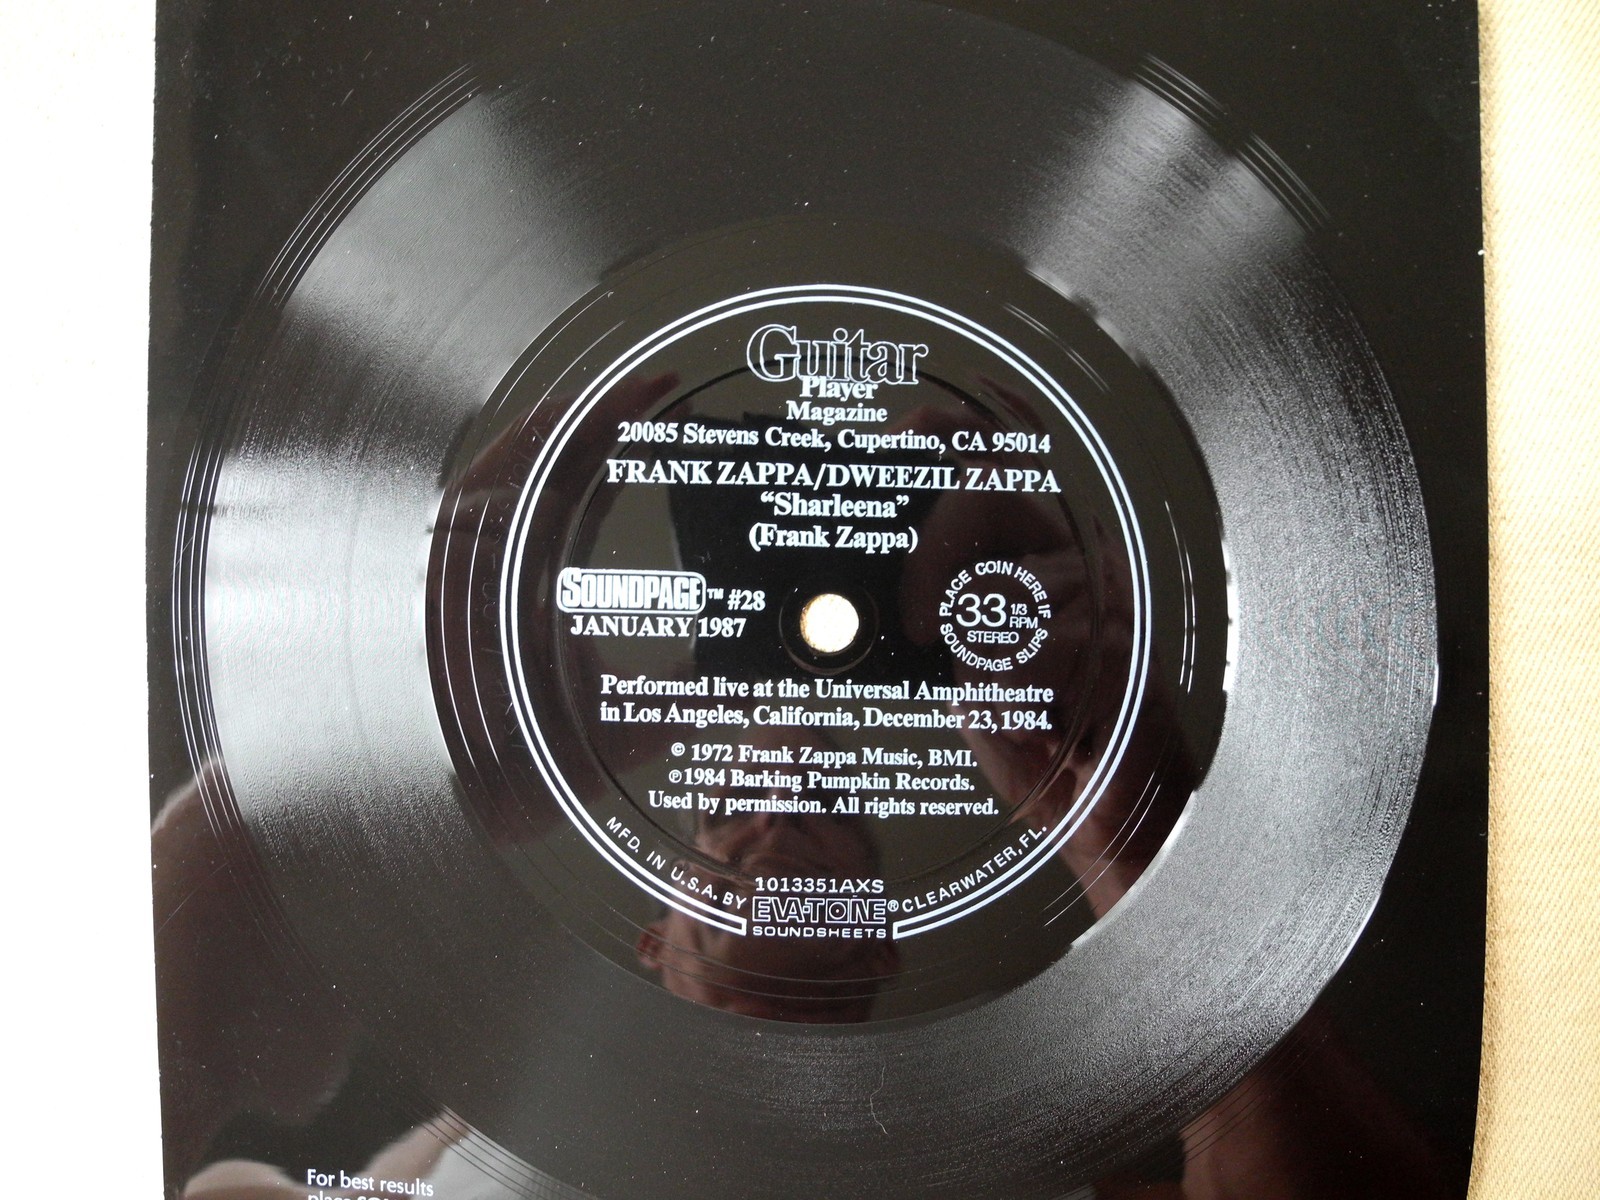 Guitar
Player
Magazine
20085 Stevens Creek, Cupertino, CA 95014
FRANK ZAPPA/DWEEZIL ZAPPA
“Sharleena”
(Frank Zappa)
SOUNDPAGE™ #28
JANUARY 1987
PLACE COIN HERE IF
SOUNDPAGE SLIPS
33 1/3
RPM
STEREO
Performed live at the Universal Amphitheatre
in Los Angeles, California, December 23, 1984.
© 1972 Frank Zappa Music, BMI.
℗1984 Barking Pumpkin Records.
Used by permission. All rights reserved.
MFD. IN U.S.A. BY
1013351AXS
EVA-TONE®
SOUNDSHEETS
CLEARWATER, FL.
For best results